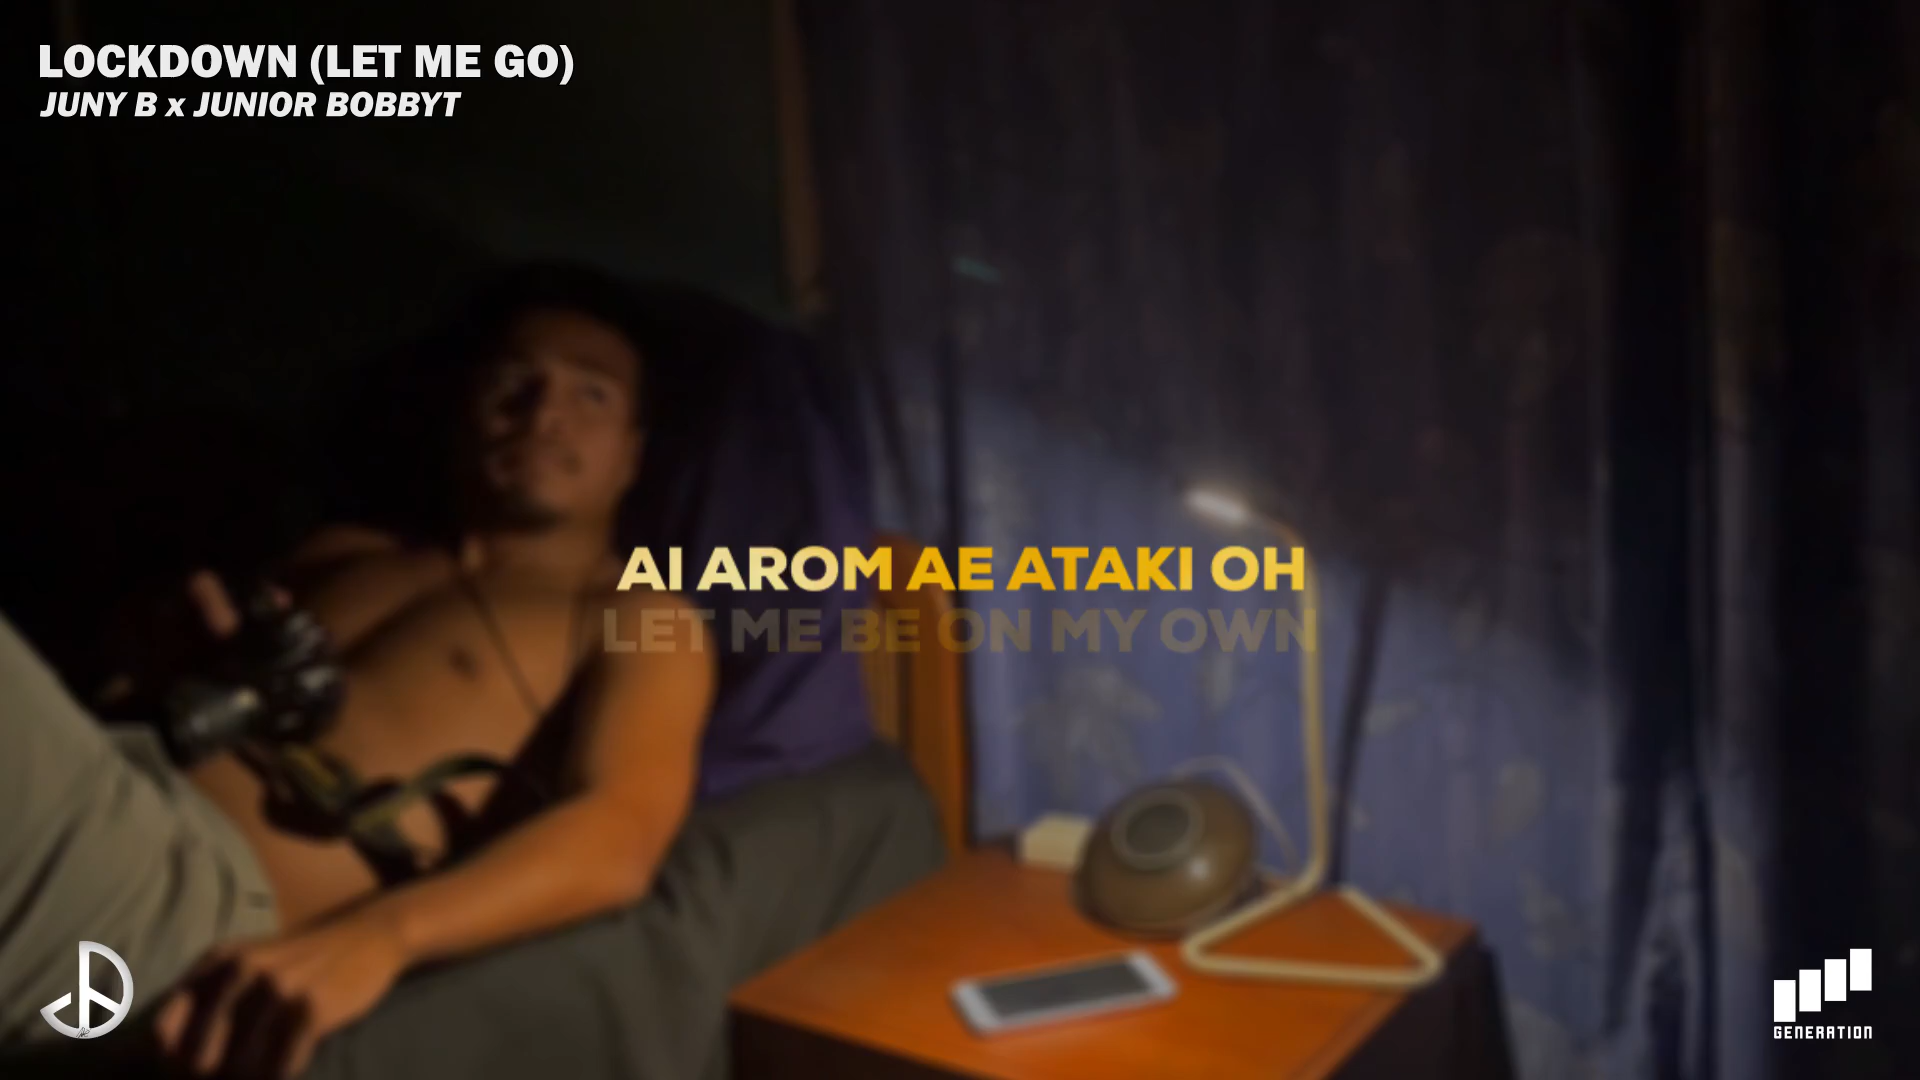 LOCKDOWN (LET ME GO)
JUNY B x JUNIOR BOBBYT
AI AROM AE ATAKI OH
LET ME BE ON MY OWN
GENERATION